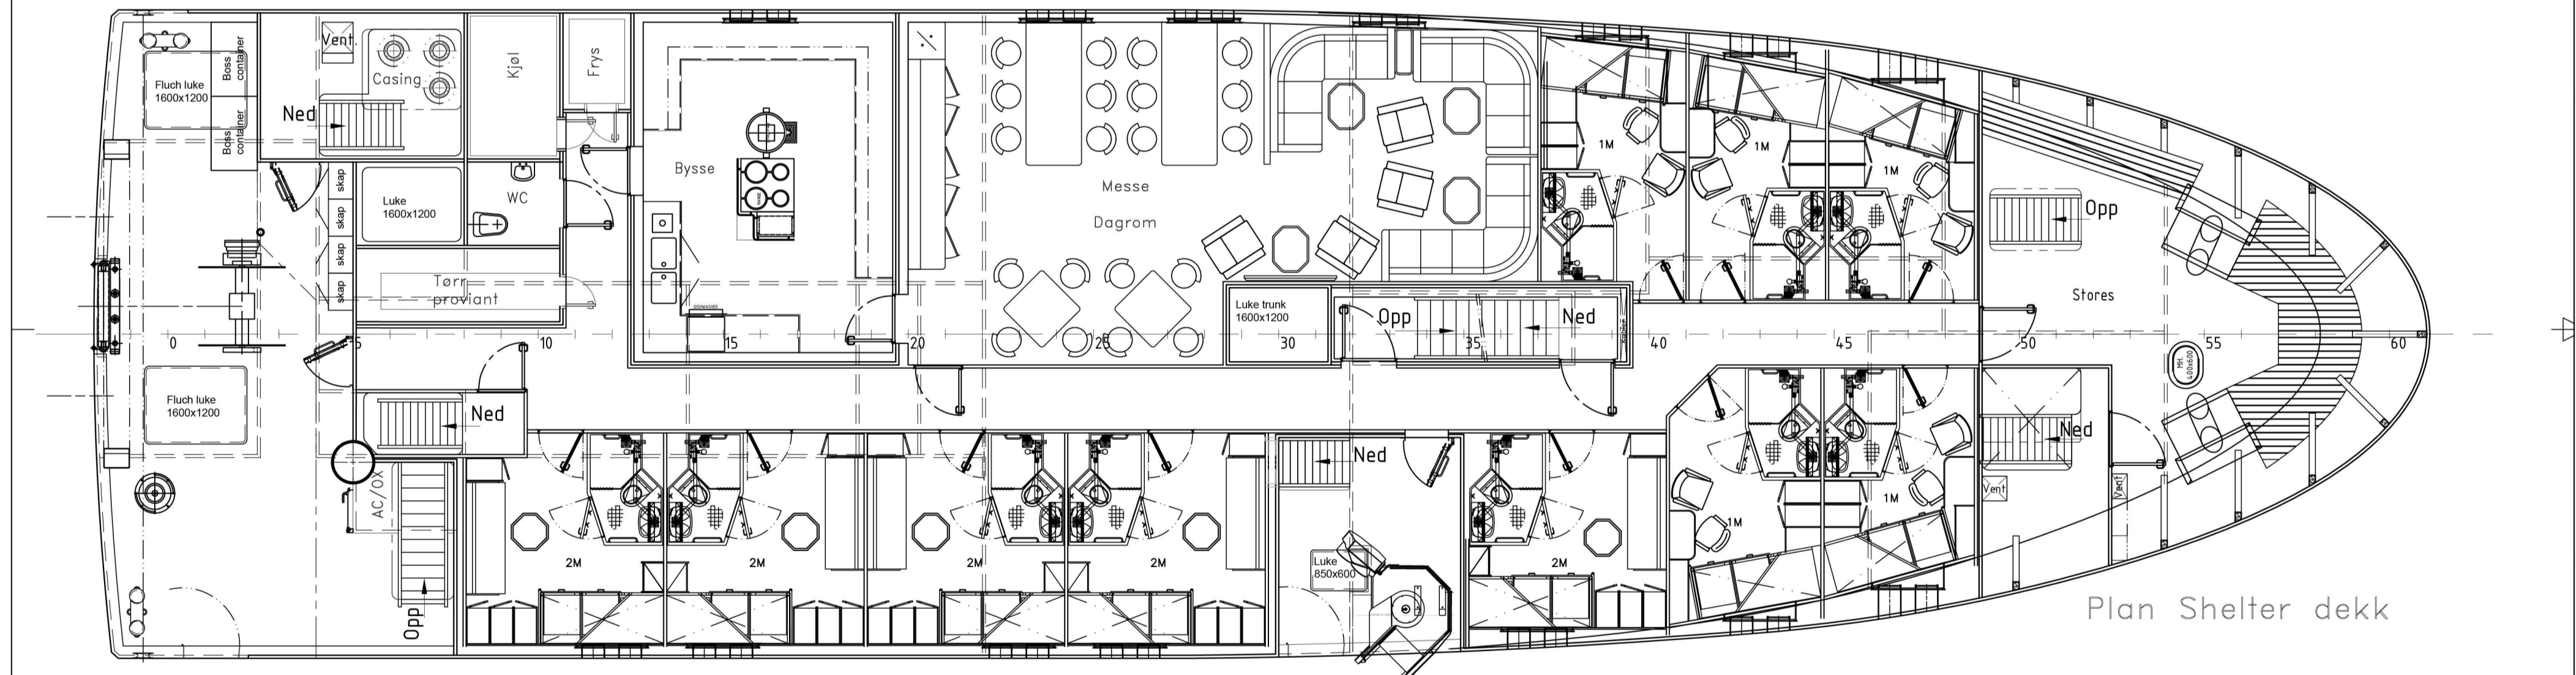 Fluch luke
1600x1200
Boss
container
Boss
container
Vent.
Casing
Ned
Kjøl
Frys
skap
skap
skap
skap
Luke
1600x1200
WC
Tørr
proviant
Bysse
Messe
Dagrom
Luke trunk
1600x1200
Opp
Ned
1M
1M
1M
Opp
Stores
MH.
400x600
0
5
10
15
20
25
30
35
40
45
50
55
60
Fluch luke
1600x1200
Ned
AC/OX
Opp
2M
2M
2M
2M
Ned
Luke
850x600
2M
1M
1M
Ned
Vent
Vent
Plan Shelter dekk